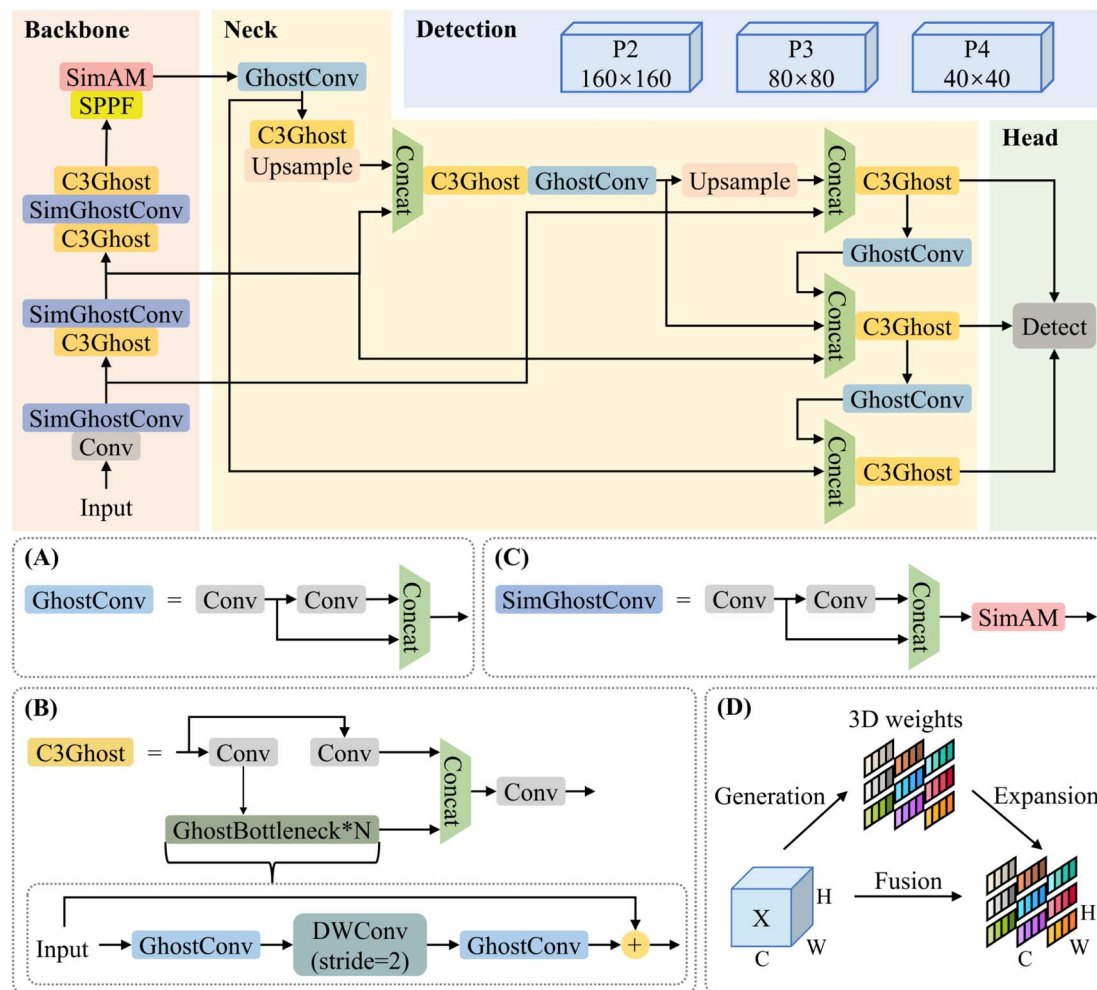 Backbone
Neck
Detection
P2
160×160
P3
80×80
P4
40×40
SimAM
SPPF
C3Ghost
SimGhostConv
C3Ghost
SimGhostConv
C3Ghost
SimGhostConv
Conv
Input
GhostConv
C3Ghost
Upsample
Concat
C3Ghost
GhostConv
Upsample
Concat
C3Ghost
GhostConv
Concat
C3Ghost
GhostConv
Concat
C3Ghost
Head
Detect
(A)
GhostConv = Conv Conv Concat
(C)
SimGhostConv = Conv Conv Concat SimAM
(B)
C3Ghost = Conv Conv Concat Conv
GhostBottleneck*N
Input GhostConv DWConv GhostConv +
(stride=2)
(D)
3D weights
Generation
Expansion
Fusion
X
H
W
C
H
W
C